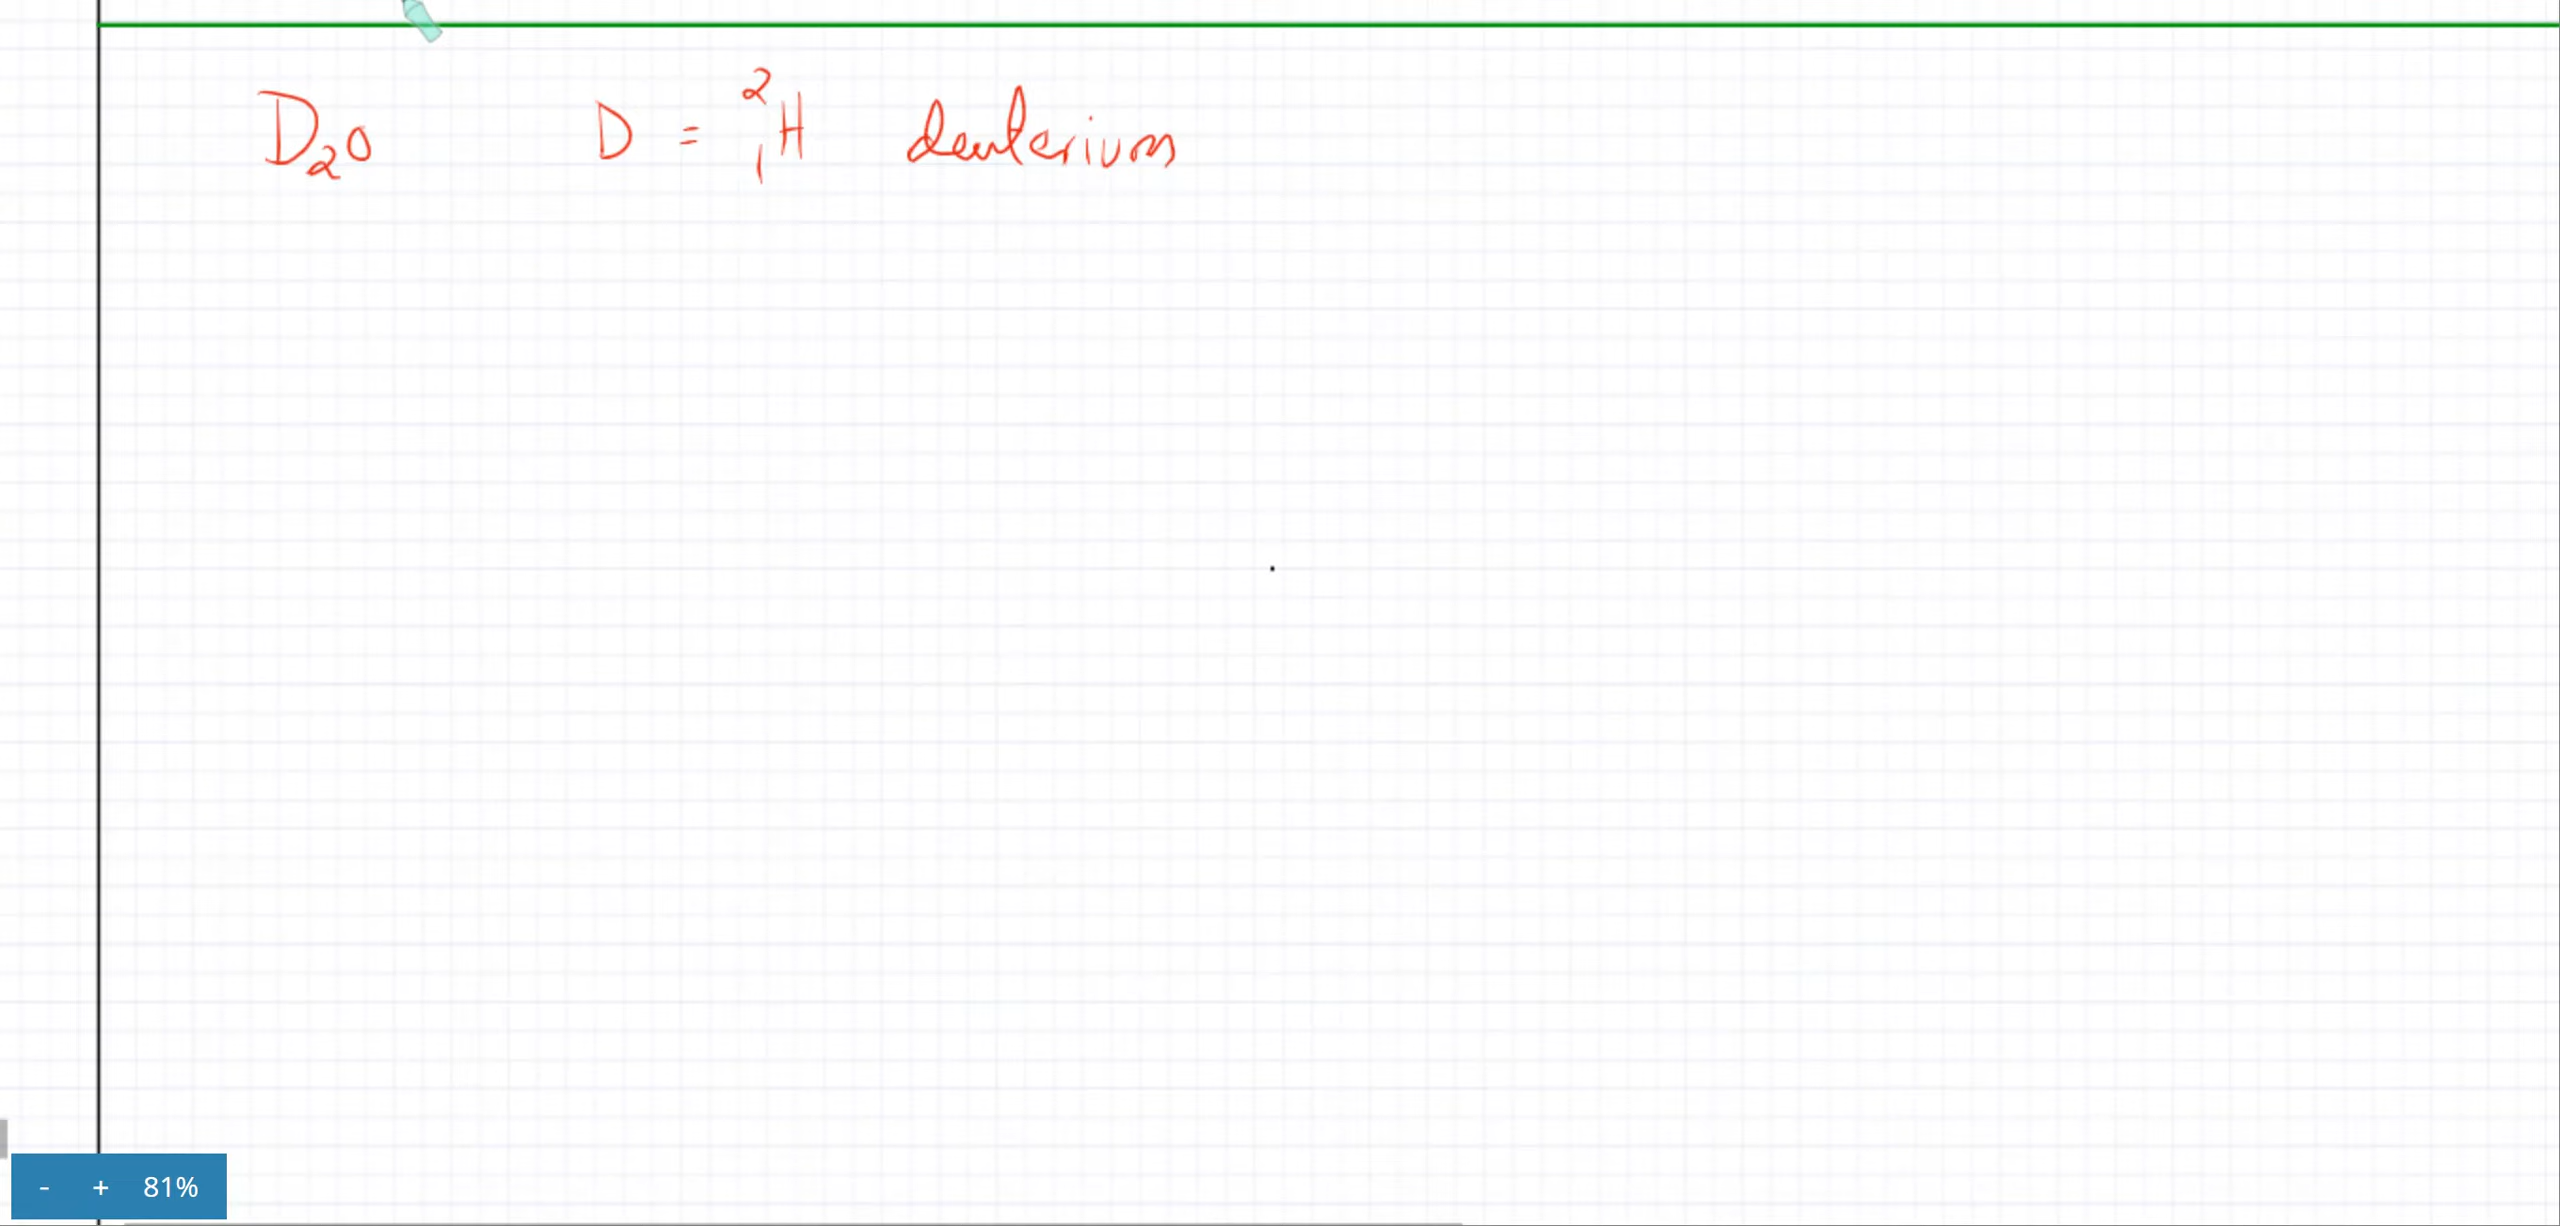 D₂O D = ²₁H deuterium
- + 81%